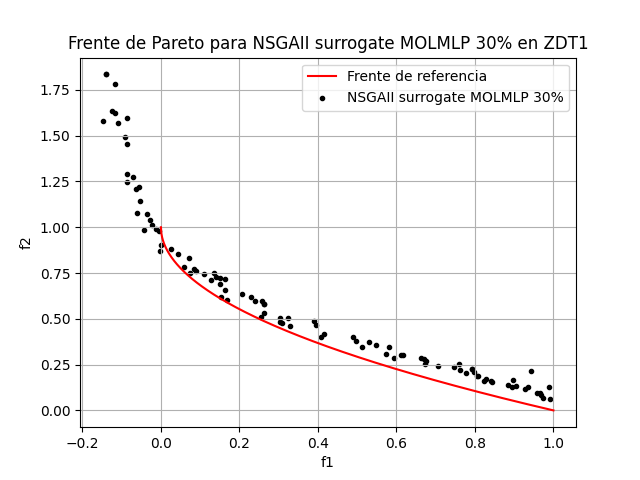 Frente de Pareto para NSGAII surrogate MOLMLP 30% en ZDT1
Frente de referencia
NSGAII surrogate MOLMLP 30%
f2
1.75
1.50
1.25
1.00
0.75
0.50
0.25
0.00
−0.2 0.0 0.2 0.4 0.6 0.8 1.0
f1